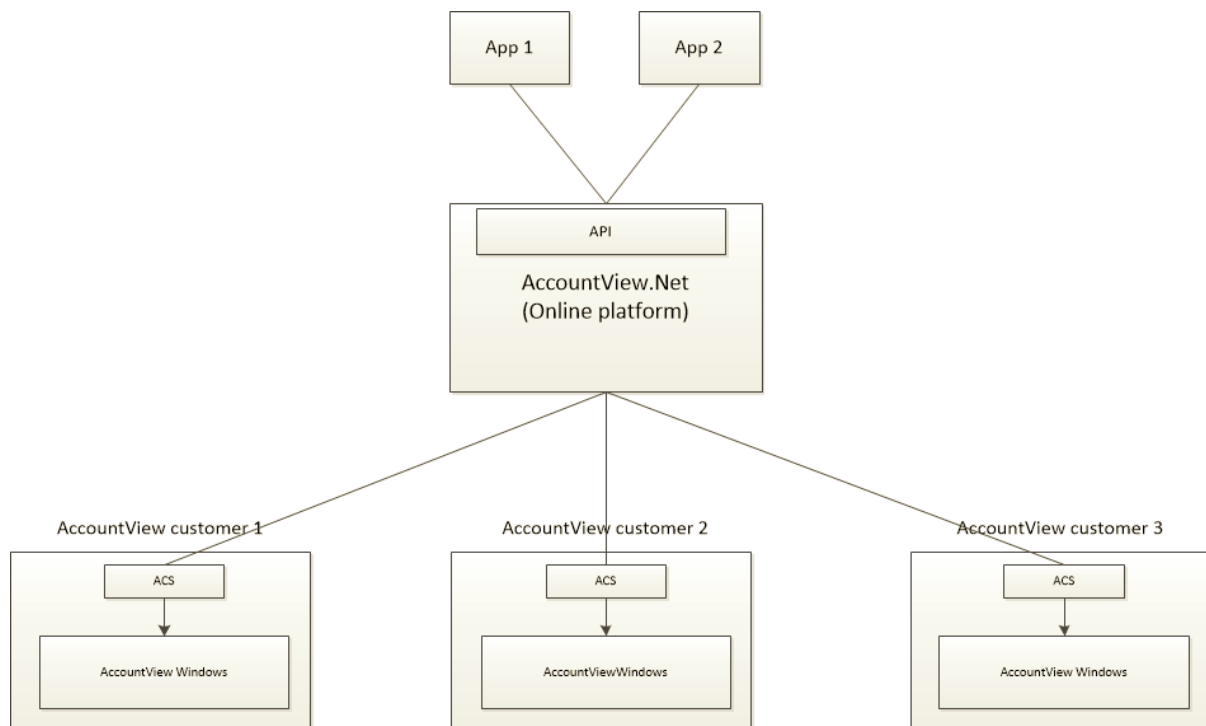 App 1
App 2
API
AccountView.Net
(Online platform)
AccountView customer 1
AccountView customer 2
AccountView customer 3
ACS
ACS
ACS
AccountView Windows
AccountViewWindows
AccountView Windows